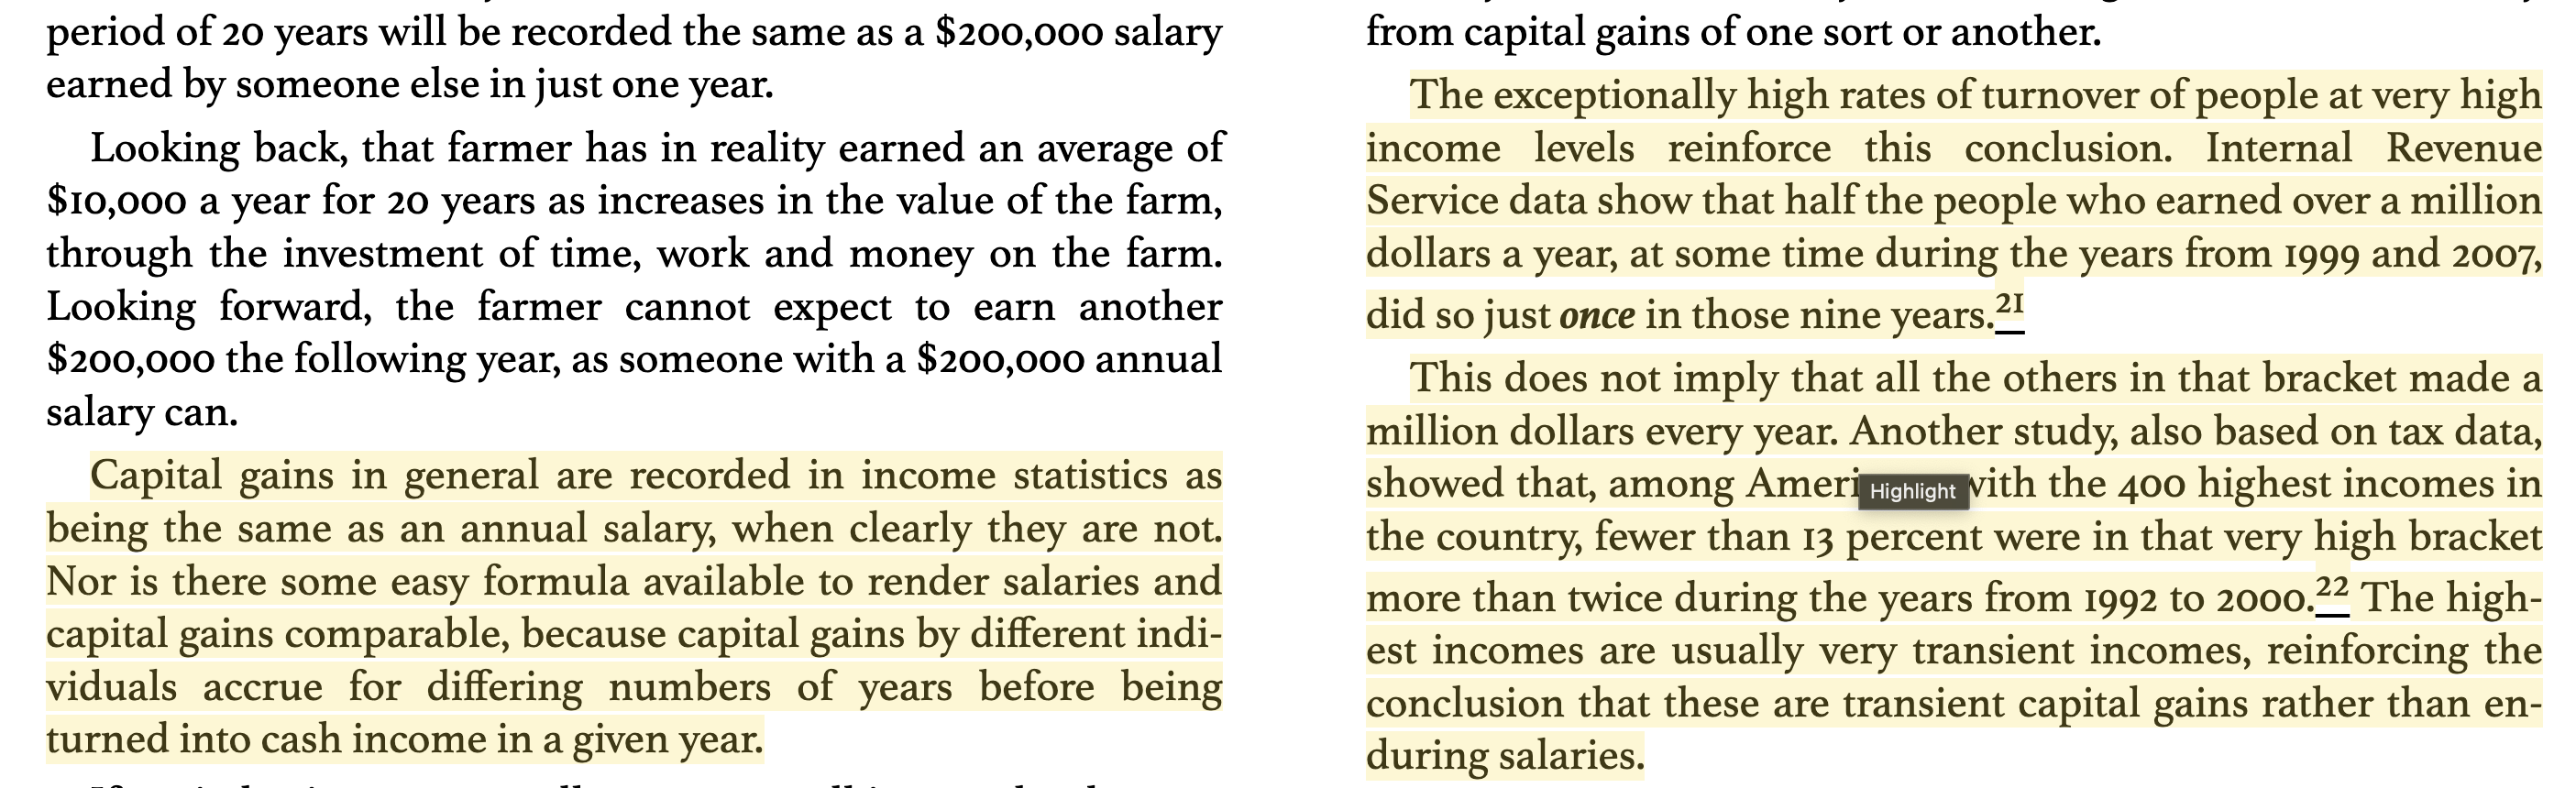 period of 20 years will be recorded the same as a $200,000 salary
earned by someone else in just one year.
Looking back, that farmer has in reality earned an average of
$10,000 a year for 20 years as increases in the value of the farm,
through the investment of time, work and money on the farm.
Looking forward, the farmer cannot expect to earn another
$200,000 the following year, as someone with a $200,000 annual
salary can.
Capital gains in general are recorded in income statistics as
being the same as an annual salary, when clearly they are not.
Nor is there some easy formula available to render salaries and
capital gains comparable, because capital gains by different indi-
viduals accrue for differing numbers of years before being
turned into cash income in a given year.
from capital gains of one sort or another.
The exceptionally high rates of turnover of people at very high
income levels reinforce this conclusion. Internal Revenue
Service data show that half the people who earned over a million
dollars a year, at some time during the years from 1999 and 2007,
did so just once in those nine years.21
This does not imply that all the others in that bracket made a
million dollars every year. Another study, also based on tax data,
showed that, among Ameri Highlight with the 400 highest incomes in
the country, fewer than 13 percent were in that very high bracket
more than twice during the years from 1992 to 2000.22 The high-
est incomes are usually very transient incomes, reinforcing the
conclusion that these are transient capital gains rather than en-
during salaries.